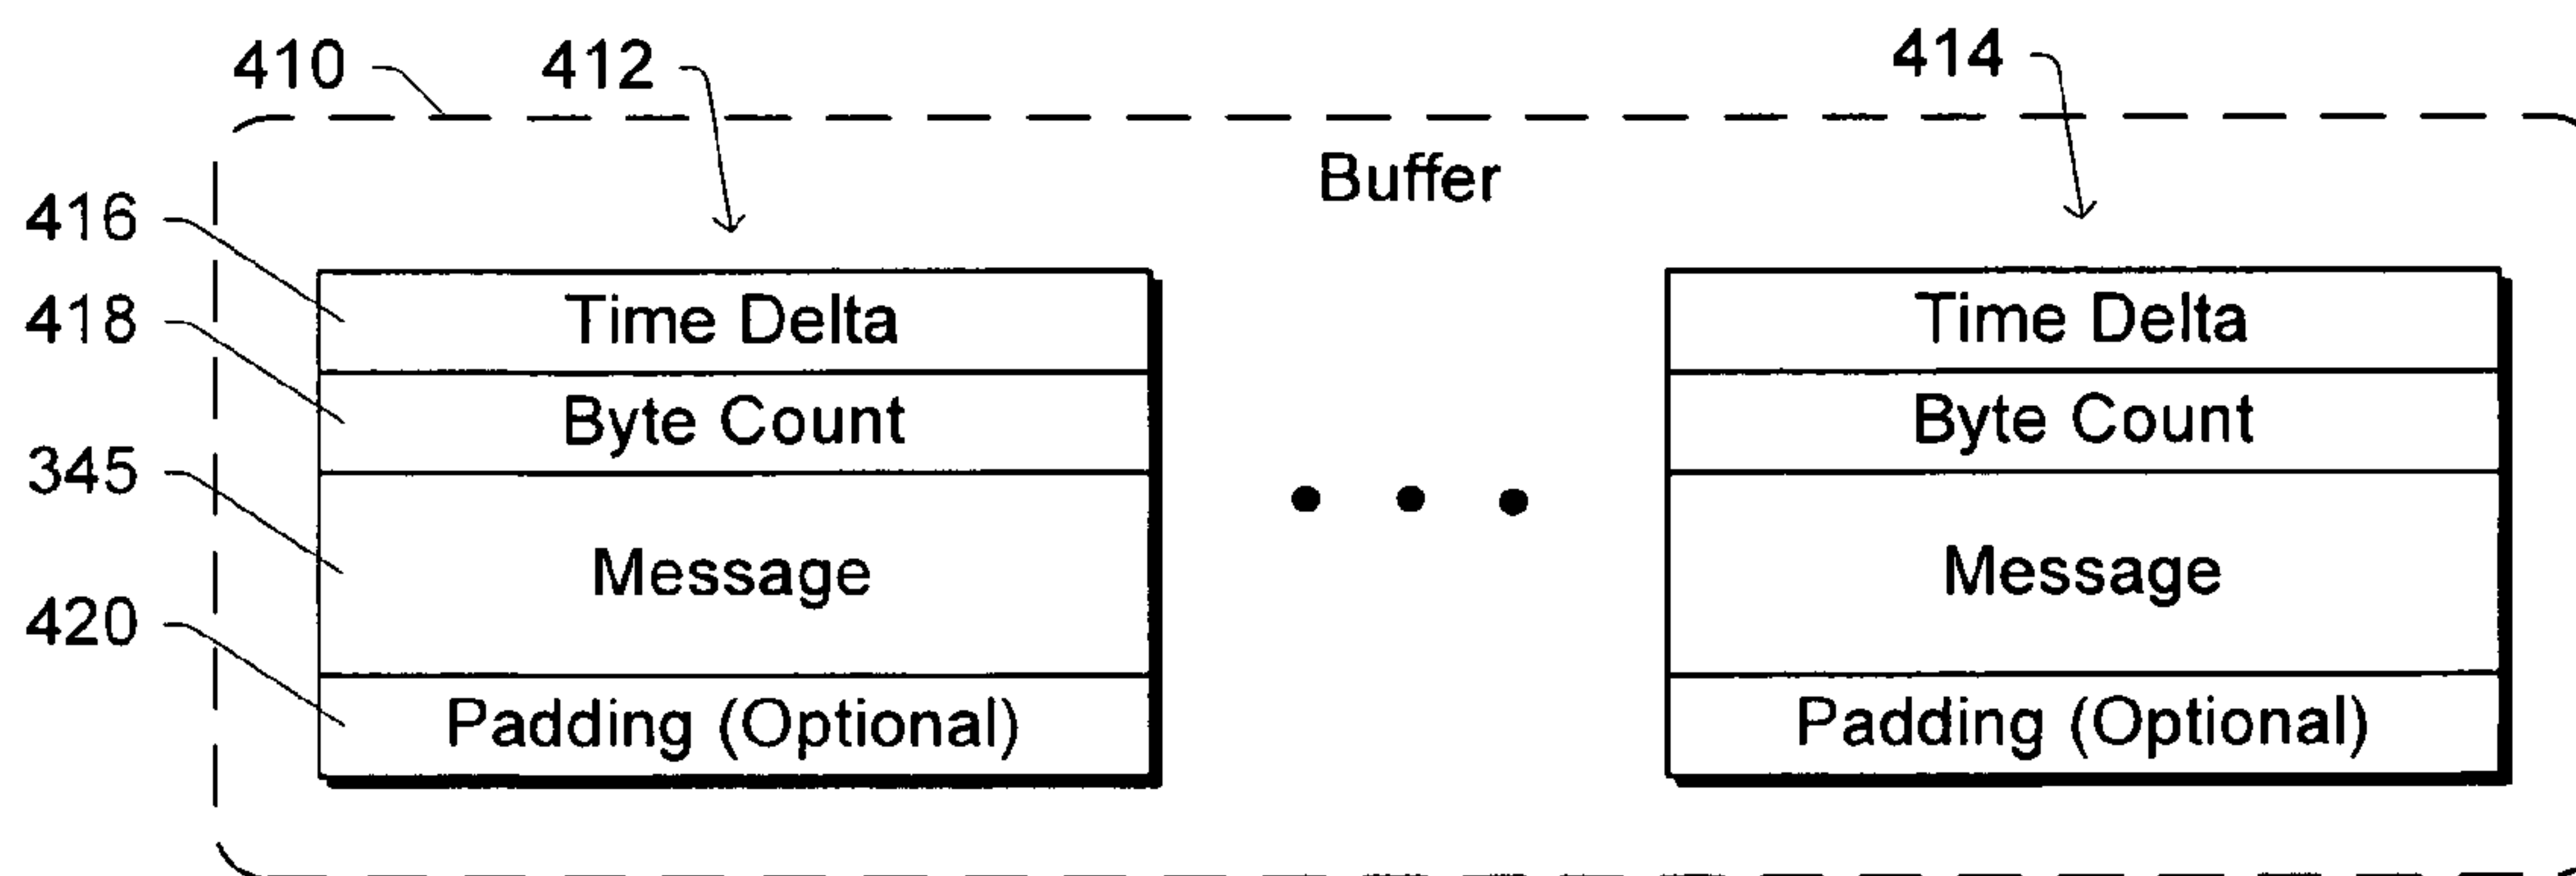 410 412 414
Buffer
416 Time Delta Time Delta
418 Byte Count Byte Count
345 Message Message
420 Padding (Optional) Padding (Optional)